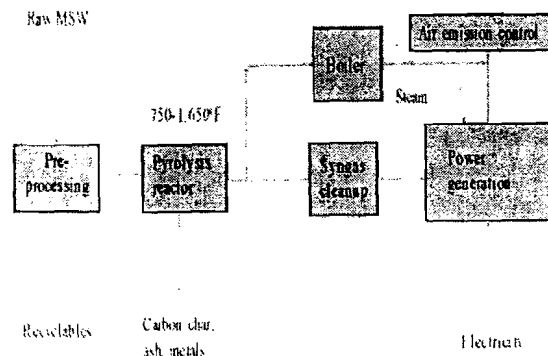 Raw MSW
Air emission control
Boiler
Steam
750-1,650°F
Pre-
processing
Pyrolysis
reactor
Syngas
cleanup
Power
generation
Recyclables
Carbon char,
ash, metals